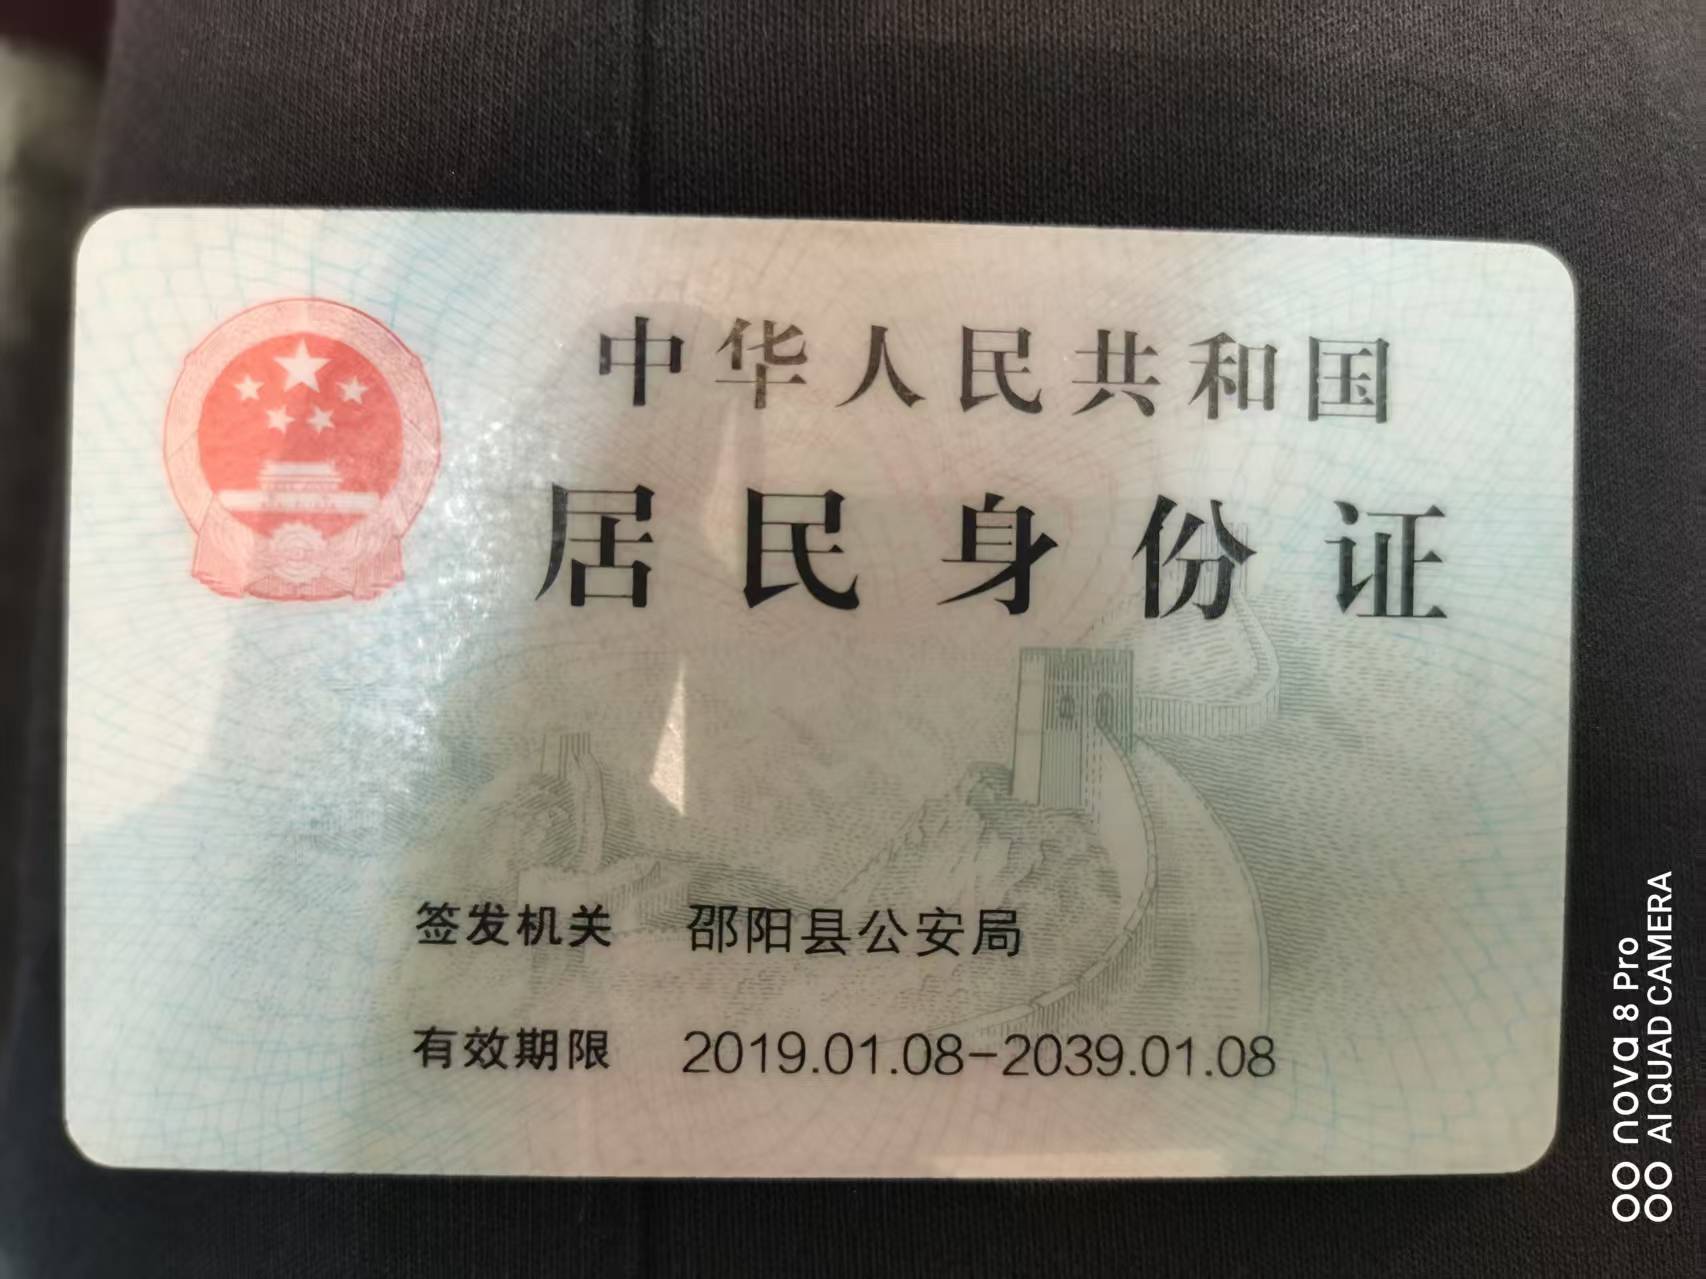 中华人民共和国
居民身份证
签发机关 邵阳县公安局
有效期限 2019.01.08-2039.01.08
nova 8 Pro
AI QUAD CAMERA